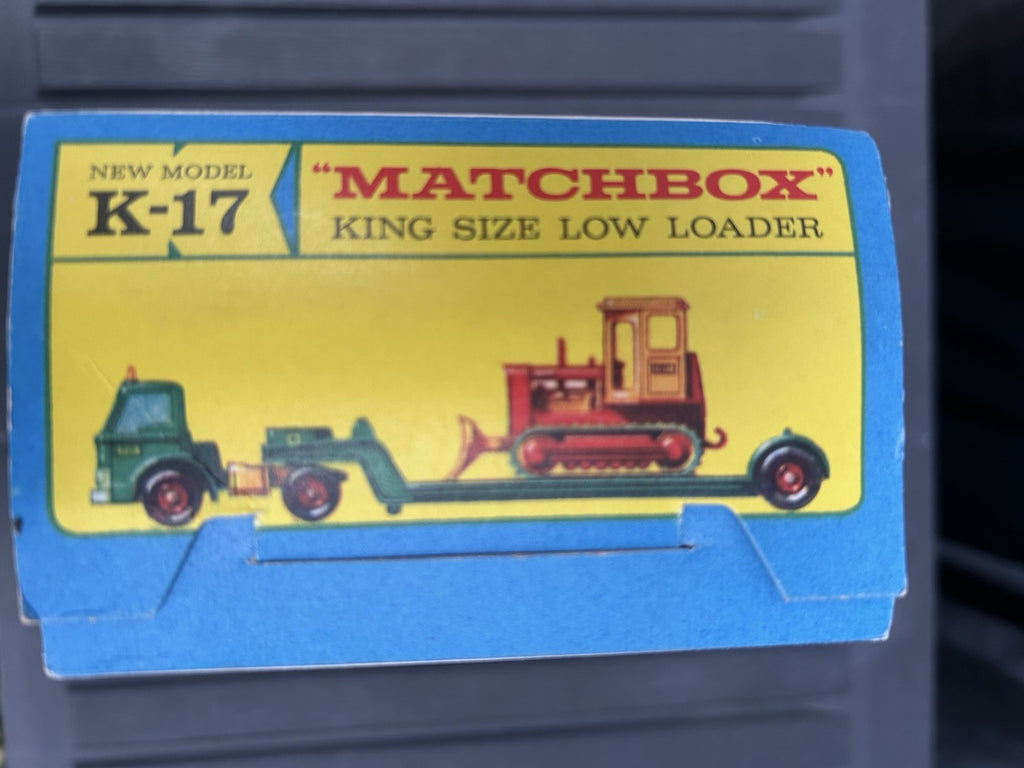 NEW MODEL
K-17
"MATCHBOX"
KING SIZE LOW LOADER